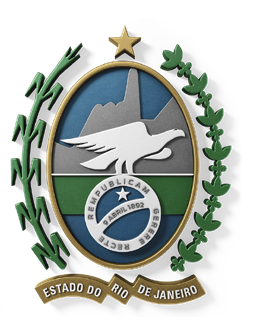 RECTE REMPUBLICAM GERERE
9 ABRIL 1892
ESTADO DO RIO DE JANEIRO